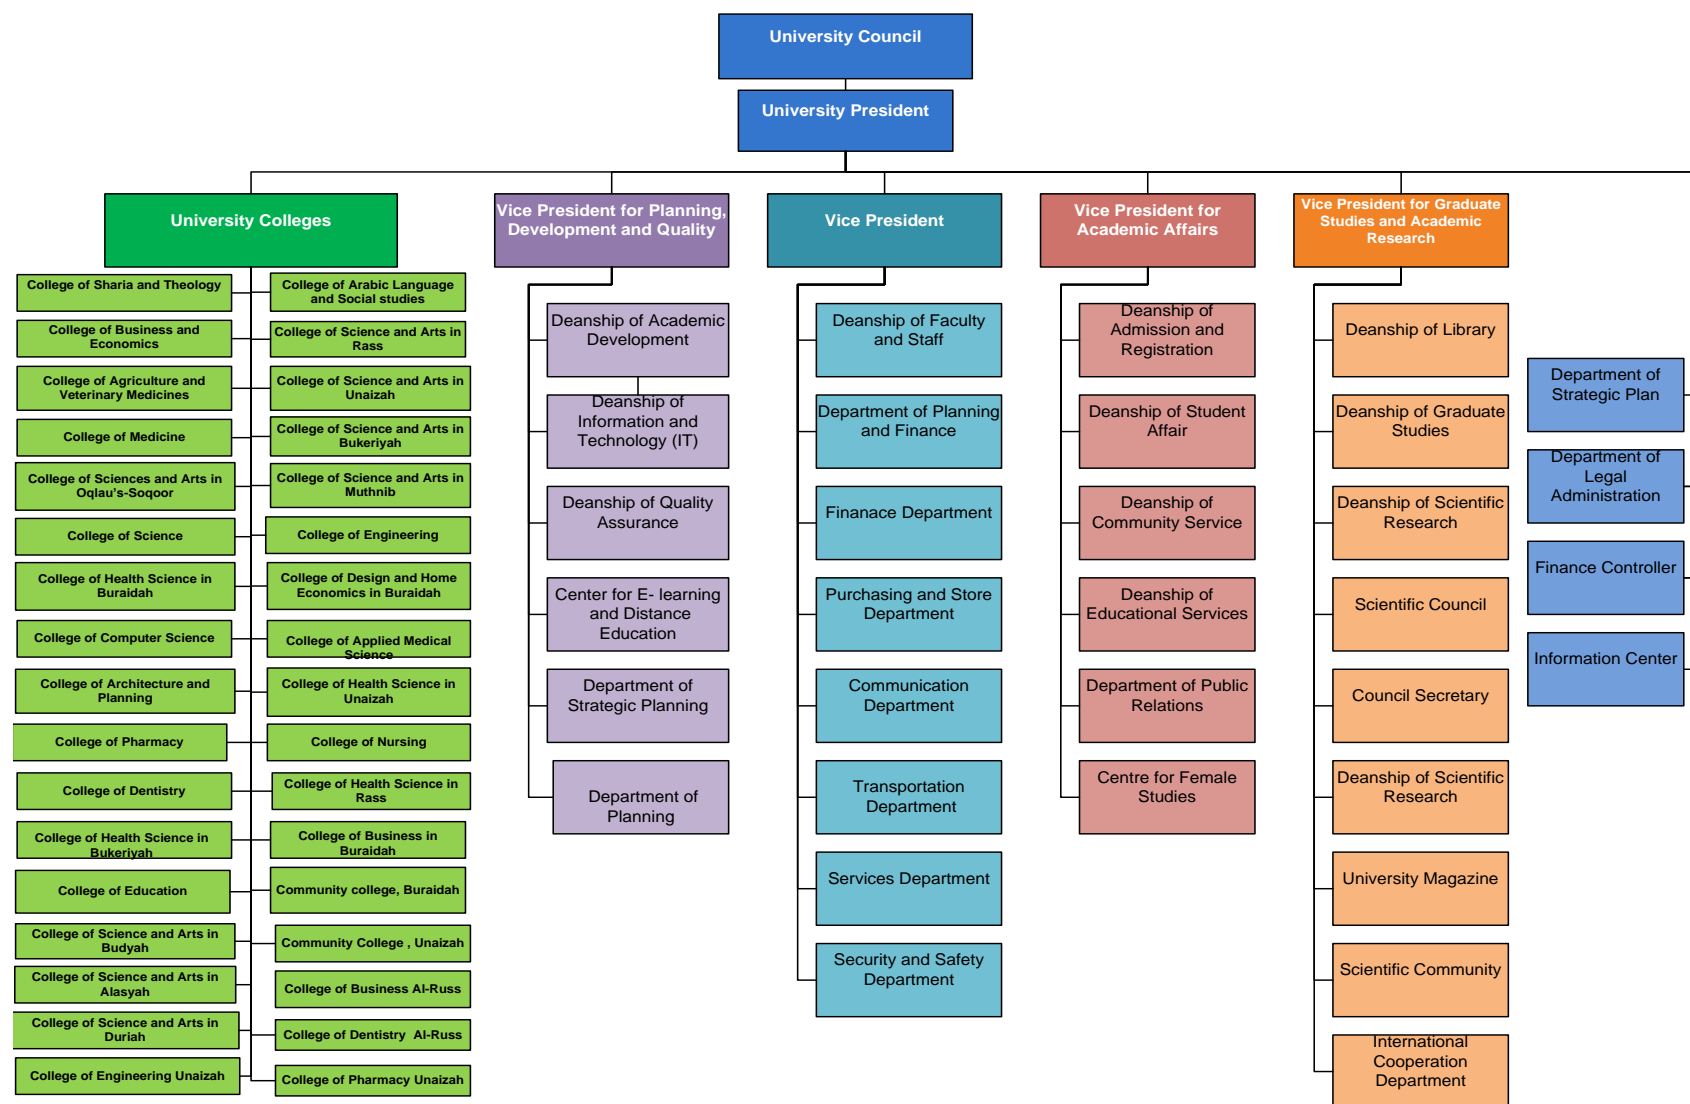 University Council
University President
University Colleges
College of Sharia and Theology
College of Arabic Language
and Social studies
College of Business and
Economics
College of Science and Arts in
Rass
College of Agriculture and
Veterinary Medicines
College of Science and Arts in
Unaizah
College of Medicine
College of Science and Arts in
Bukeriyah
College of Sciences and Arts in
Oqlau's-Soqoor
College of Science and Arts in
Muthnib
College of Science
College of Engineering
College of Health Science in
Buraidah
College of Design and Home
Economics in Buraidah
College of Computer Science
College of Applied Medical
Science
College of Architecture and
Planning
College of Health Science in
Unaizah
College of Pharmacy
College of Nursing
College of Dentistry
College of Health Science in
Rass
College of Health Science in
Bukeriyah
College of Business in
Buraidah
College of Education
Community college, Buraidah
College of Science and Arts in
Budyah
Community College , Unaizah
College of Science and Arts in
Alasyah
College of Business Al-Russ
College of Science and Arts in
Duriah
College of Dentistry  Al-Russ
College of Engineering Unaizah
College of Pharmacy Unaizah
Vice President for Planning,
Development and Quality
Deanship of Academic
Development
Deanship of
Information and
Technology (IT)
Deanship of Quality
Assurance
Center for E- learning
and Distance
Education
Department of
Strategic Planning
Department of
Planning
Vice President
Deanship of Faculty
and Staff
Department of Planning
and Finance
Finanace Department
Purchasing and Store
Department
Communication
Department
Transportation
Department
Services Department
Security and Safety
Department
Vice President for
Academic Affairs
Deanship of
Admission and
Registration
Deanship of Student
Affair
Deanship of
Community Service
Deanship of
Educational Services
Department of Public
Relations
Centre for Female
Studies
Vice President for Graduate
Studies and Academic
Research
Deanship of Library
Deanship of Graduate
Studies
Deanship of Scientific
Research
Scientific Council
Council Secretary
Deanship of Scientific
Research
University Magazine
Scientific Community
International
Cooperation
Department
Department of
Strategic Plan
Department of
Legal
Administration
Finance Controller
Information Center